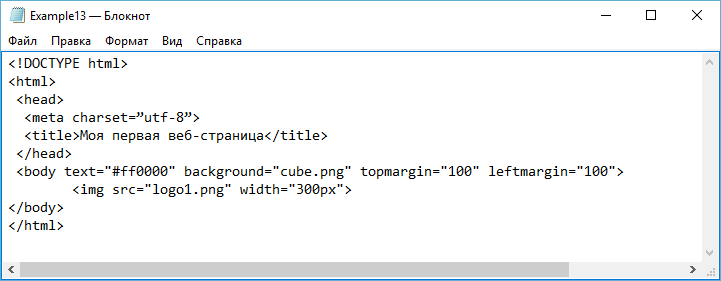 Example13 — Блокнот
Файл Правка Формат Вид Справка
<!DOCTYPE html>
<html>
<head>
<meta charset=”utf-8”>
<title>Моя первая веб-страница</title>
</head>
<body text="#ff0000" background="cube.png" topmargin="100" leftmargin="100">
<img src="logo1.png" width="300px">
</body>
</html>